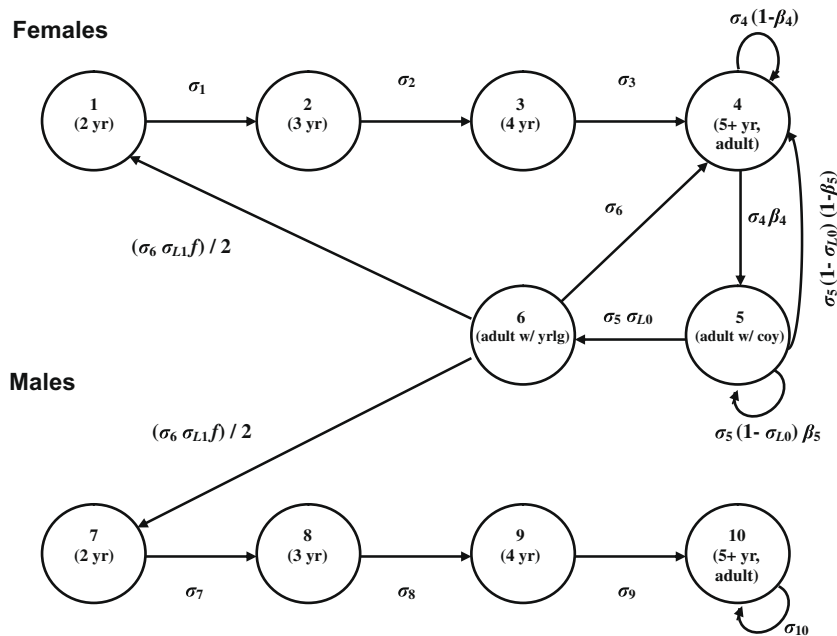 Females
σ4 (1-β4)
1
(2 yr)
σ1
2
(3 yr)
σ2
3
(4 yr)
σ3
4
(5+ yr,
adult)
σ6
σ4 β4
σ5 (1- σL0) (1-β5)
(σ6 σL1 f) / 2
6
(adult w/ yrlg)
σ5 σL0
5
(adult w/ coy)
Males
(σ6 σL1 f) / 2
σ5 (1- σL0) β5
7
(2 yr)
σ7
8
(3 yr)
σ8
9
(4 yr)
σ9
10
(5+ yr,
adult)
σ10